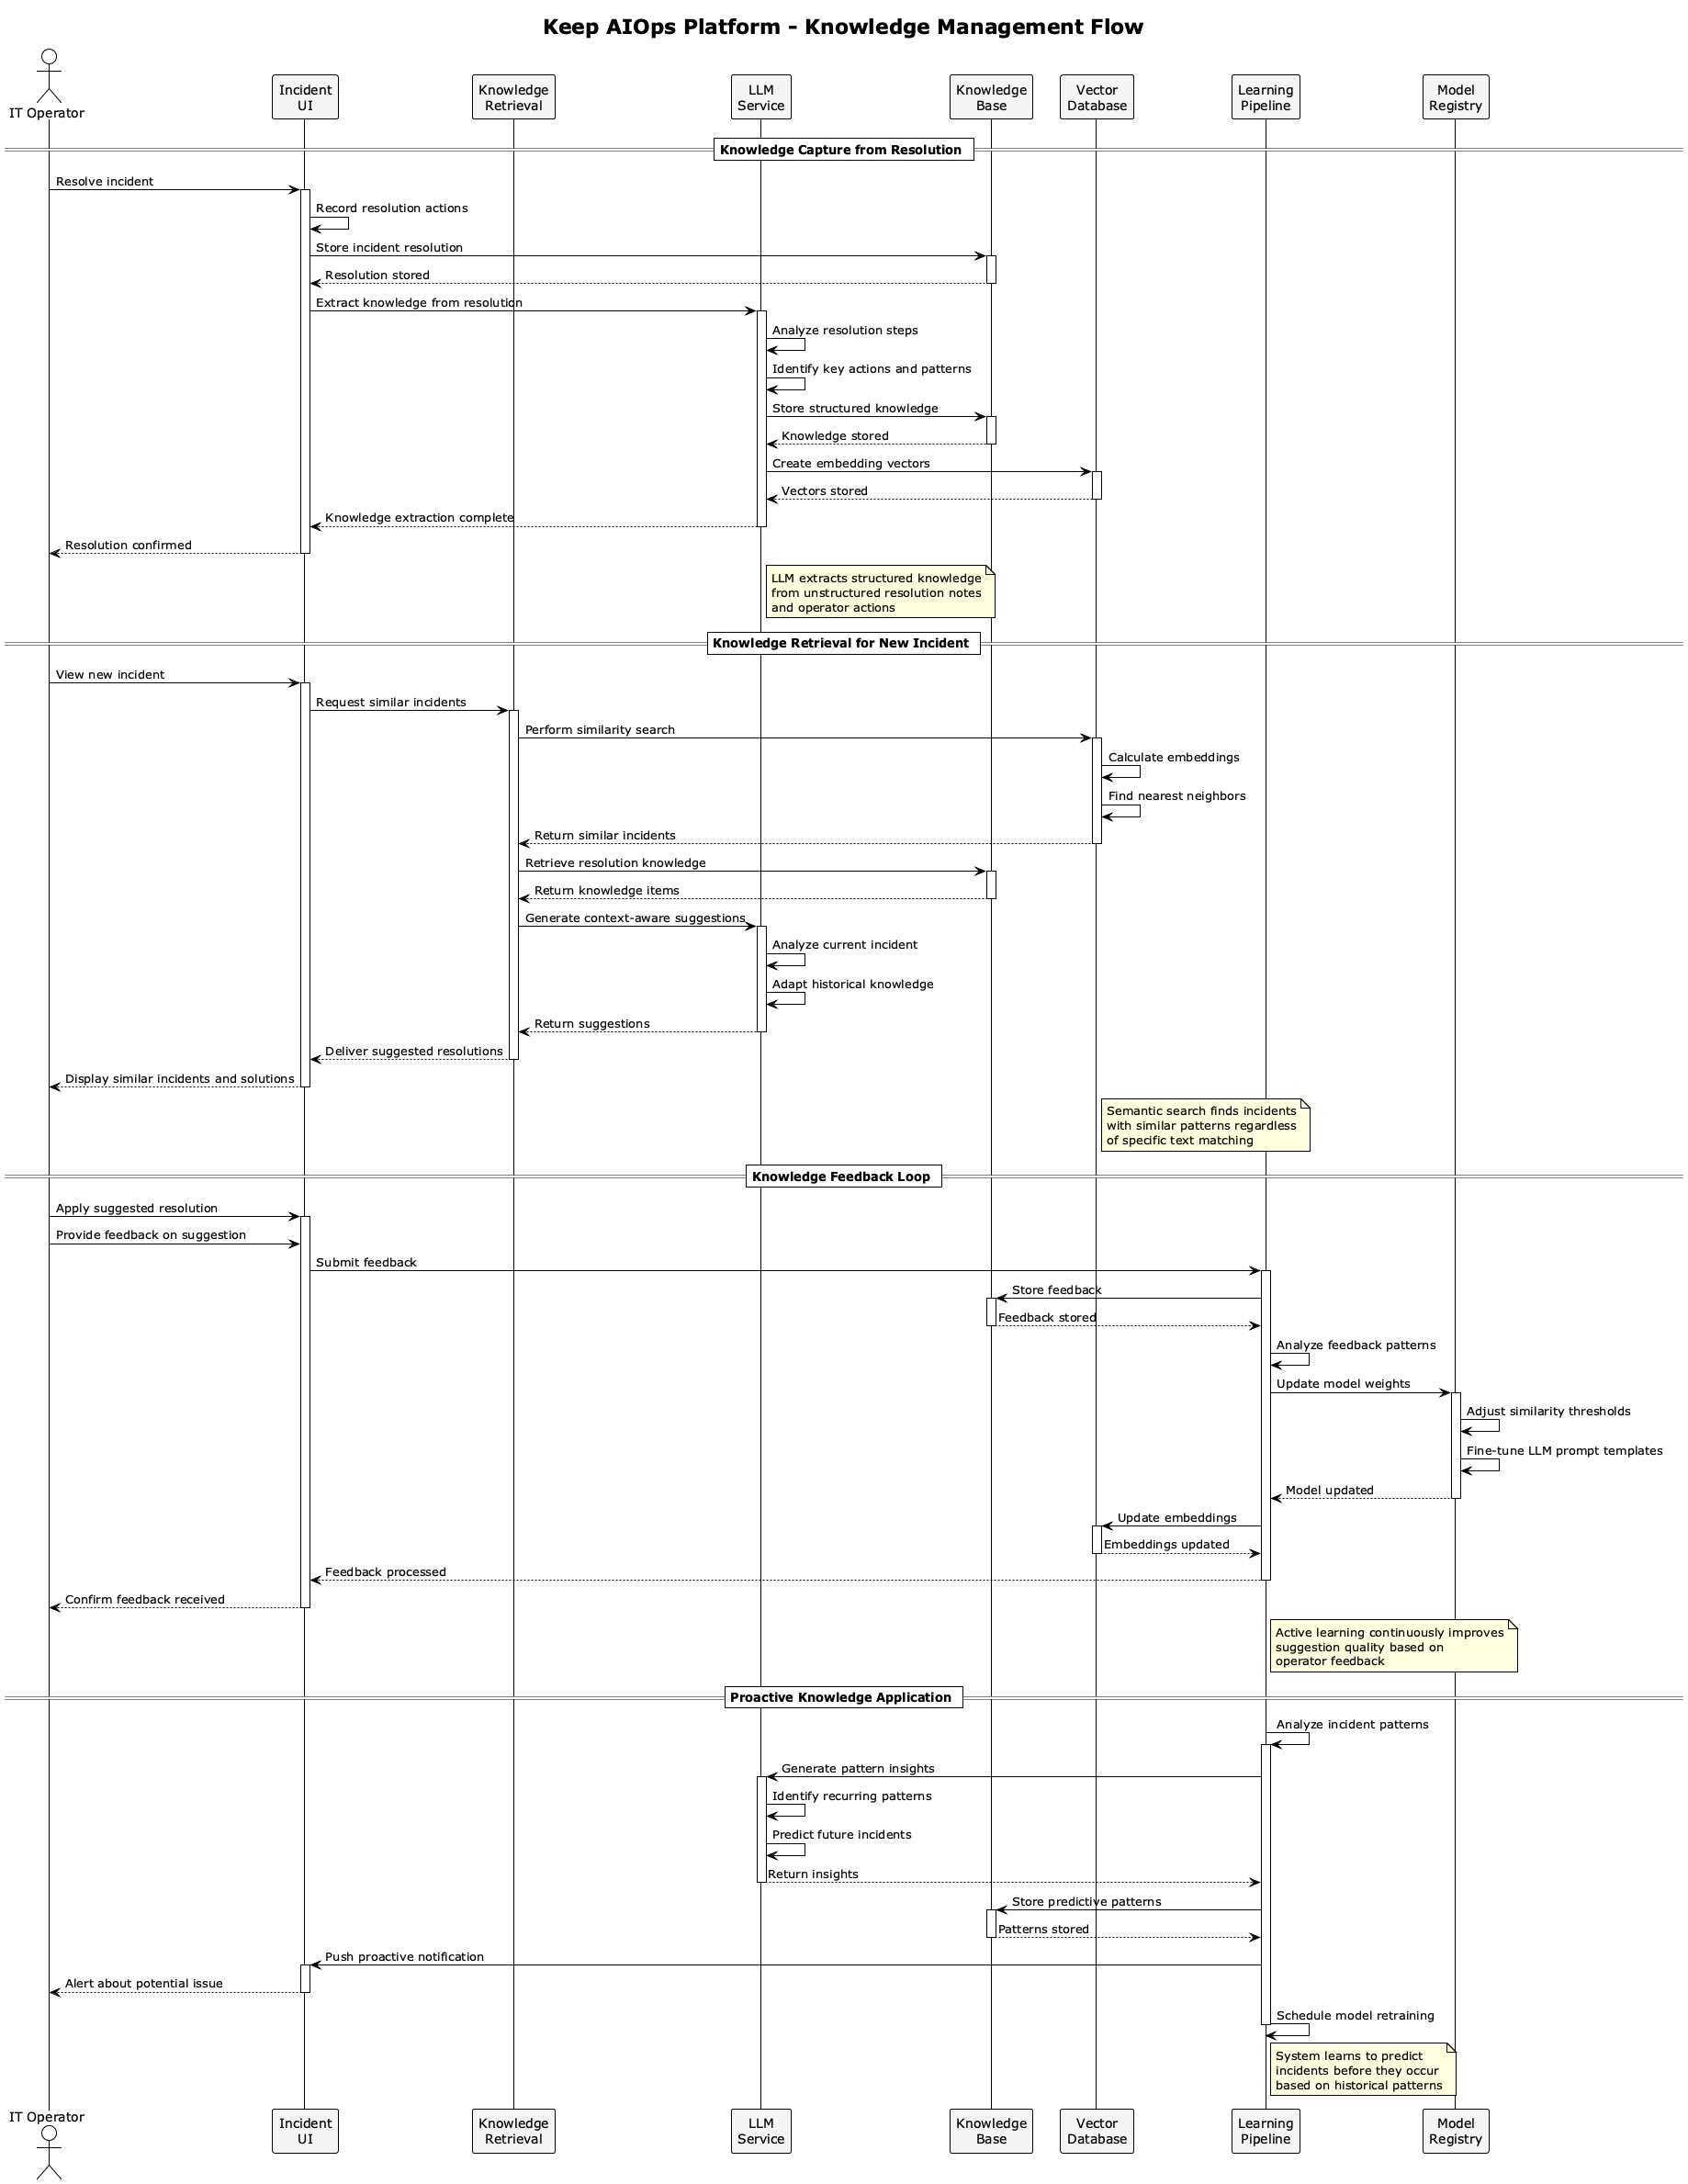 Keep AIOps Platform - Knowledge Management Flow
IT Operator
Incident
UI
Knowledge
Retrieval
LLM
Service
Knowledge
Base
Vector
Database
Learning
Pipeline
Model
Registry
Knowledge Capture from Resolution
Resolve incident
Record resolution actions
Store incident resolution
Resolution stored
Extract knowledge from resolution
Analyze resolution steps
Identify key actions and patterns
Store structured knowledge
Knowledge stored
Create embedding vectors
Vectors stored
Knowledge extraction complete
Resolution confirmed
LLM extracts structured knowledge
from unstructured resolution notes
and operator actions
Knowledge Retrieval for New Incident
View new incident
Request similar incidents
Perform similarity search
Calculate embeddings
Find nearest neighbors
Return similar incidents
Retrieve resolution knowledge
Return knowledge items
Generate context-aware suggestions
Analyze current incident
Adapt historical knowledge
Return suggestions
Deliver suggested resolutions
Display similar incidents and solutions
Semantic search finds incidents
with similar patterns regardless
of specific text matching
Knowledge Feedback Loop
Apply suggested resolution
Provide feedback on suggestion
Submit feedback
Store feedback
Feedback stored
Analyze feedback patterns
Update model weights
Adjust similarity thresholds
Fine-tune LLM prompt templates
Model updated
Update embeddings
Embeddings updated
Feedback processed
Confirm feedback received
Active learning continuously improves
suggestion quality based on
operator feedback
Proactive Knowledge Application
Analyze incident patterns
Generate pattern insights
Identify recurring patterns
Predict future incidents
Return insights
Store predictive patterns
Patterns stored
Push proactive notification
Alert about potential issue
Schedule model retraining
System learns to predict
incidents before they occur
based on historical patterns
IT Operator
Incident
UI
Knowledge
Retrieval
LLM
Service
Knowledge
Base
Vector
Database
Learning
Pipeline
Model
Registry